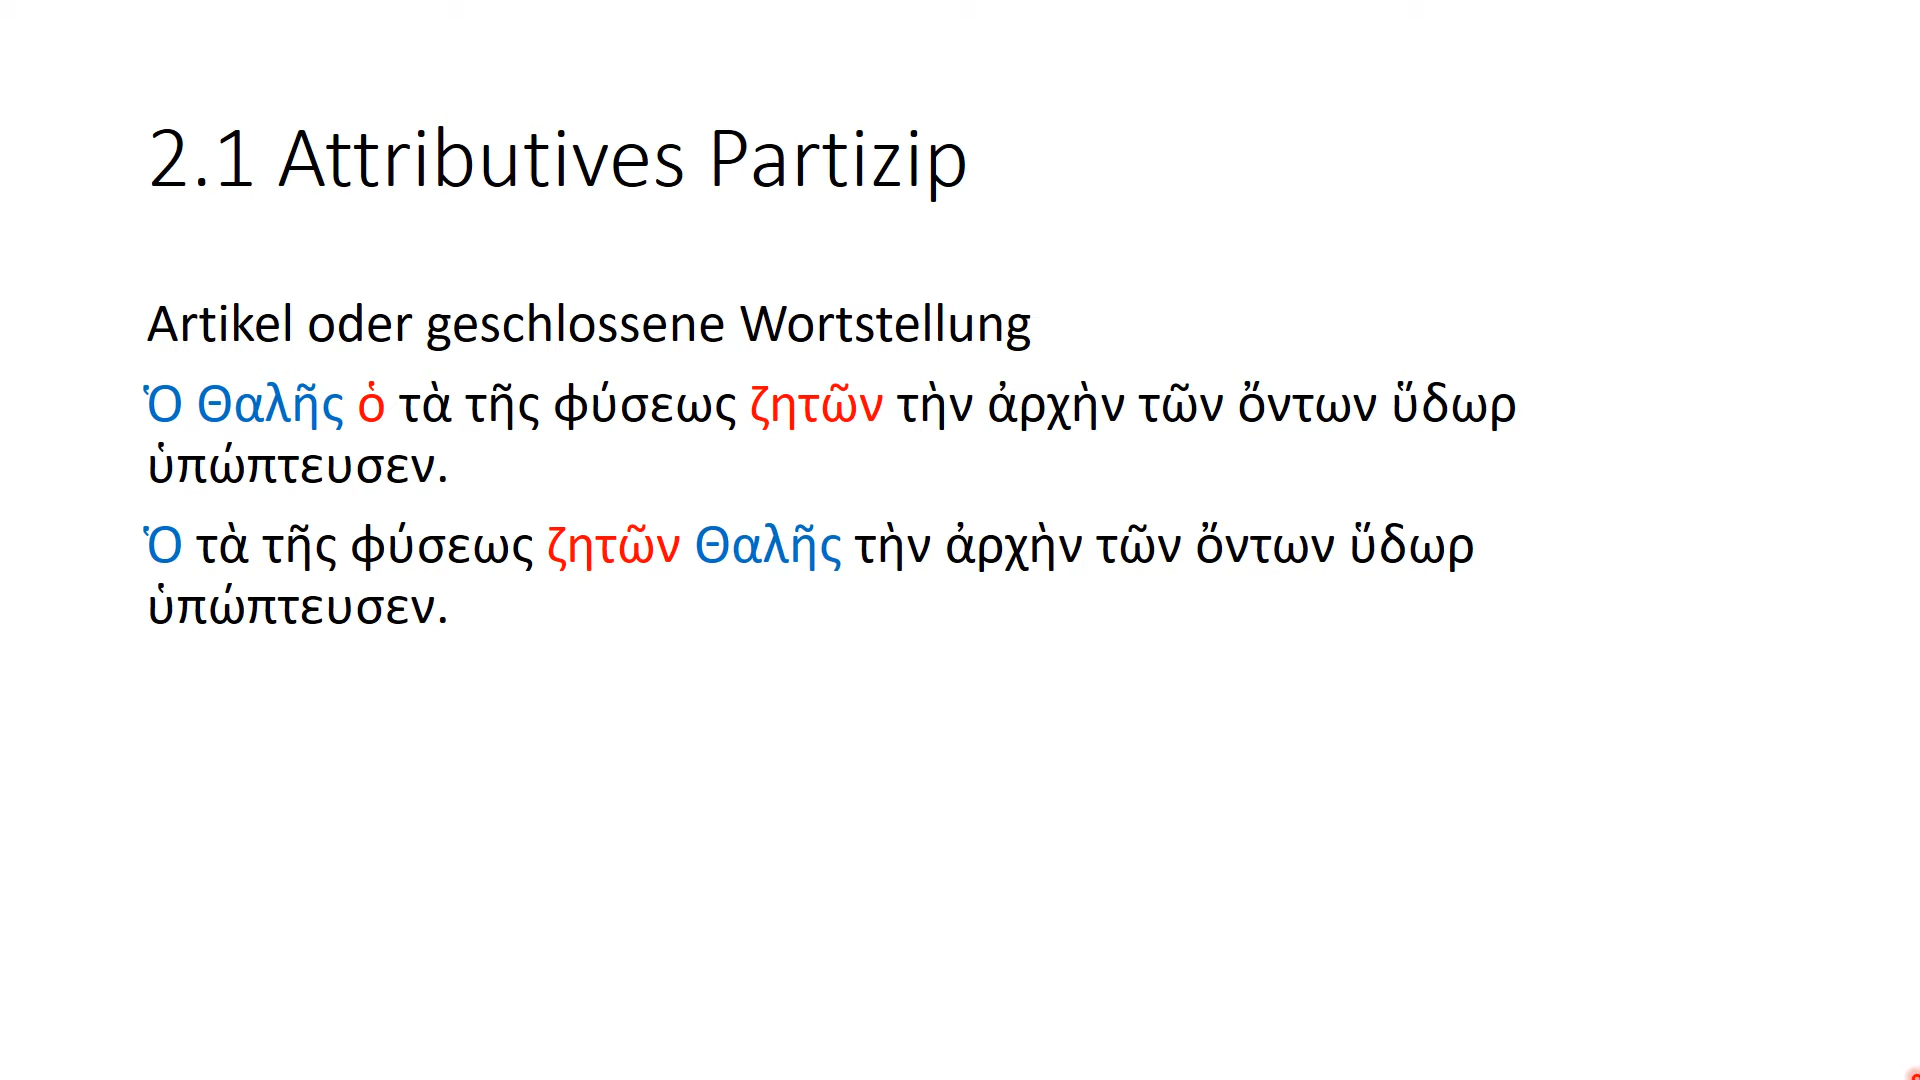 2.1 Attributives Partizip
Artikel oder geschlossene Wortstellung
Ὁ Θαλῆς ὁ τὰ τῆς φύσεως ζητῶν τὴν ἀρχὴν τῶν ὄντων ὕδωρ
ὑπώπτευσεν.
Ὁ τὰ τῆς φύσεως ζητῶν Θαλῆς τὴν ἀρχὴν τῶν ὄντων ὕδωρ
ὑπώπτευσεν.